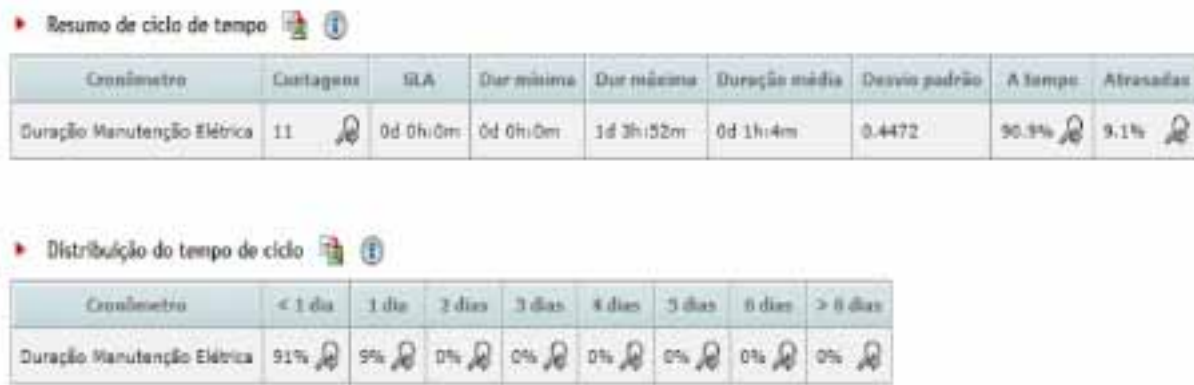 Resumo de ciclo de tempo
Cronômetro Contagens SLA Dur mínima Dur máxima Duração média Desvio padrão A tempo Atrasadas
Duração Manutenção Elétrica 11 0d 0h:0m 0d 0h:0m 1d 3h:52m 0d 1h:4m 0.4472 90.9% 9.1%
Distribuição do tempo de ciclo
Cronômetro < 1 dia 1 dia 2 dias 3 dias 4 dias 5 dias 6 dias > 6 dias
Duração Manutenção Elétrica 91% 9% 0% 0% 0% 0% 0% 0%